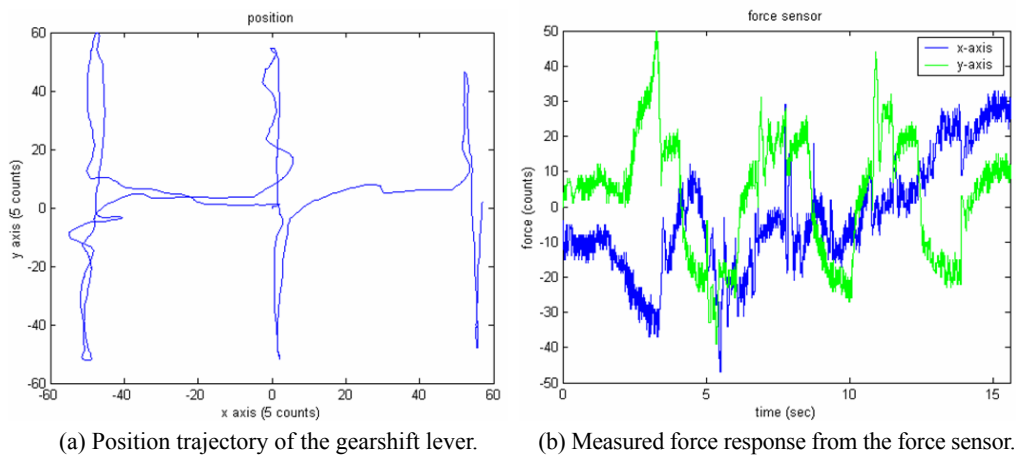 position
60
40
20
0
-20
-40
-60
-60 -40 -20 0 20 40 60
y axis (5 counts)
x axis (5 counts)
(a) Position trajectory of the gearshift lever.
force sensor
x-axis
y-axis
50
40
30
20
10
0
-10
-20
-30
-40
-50
0 5 10 15
force (counts)
time (sec)
(b) Measured force response from the force sensor.